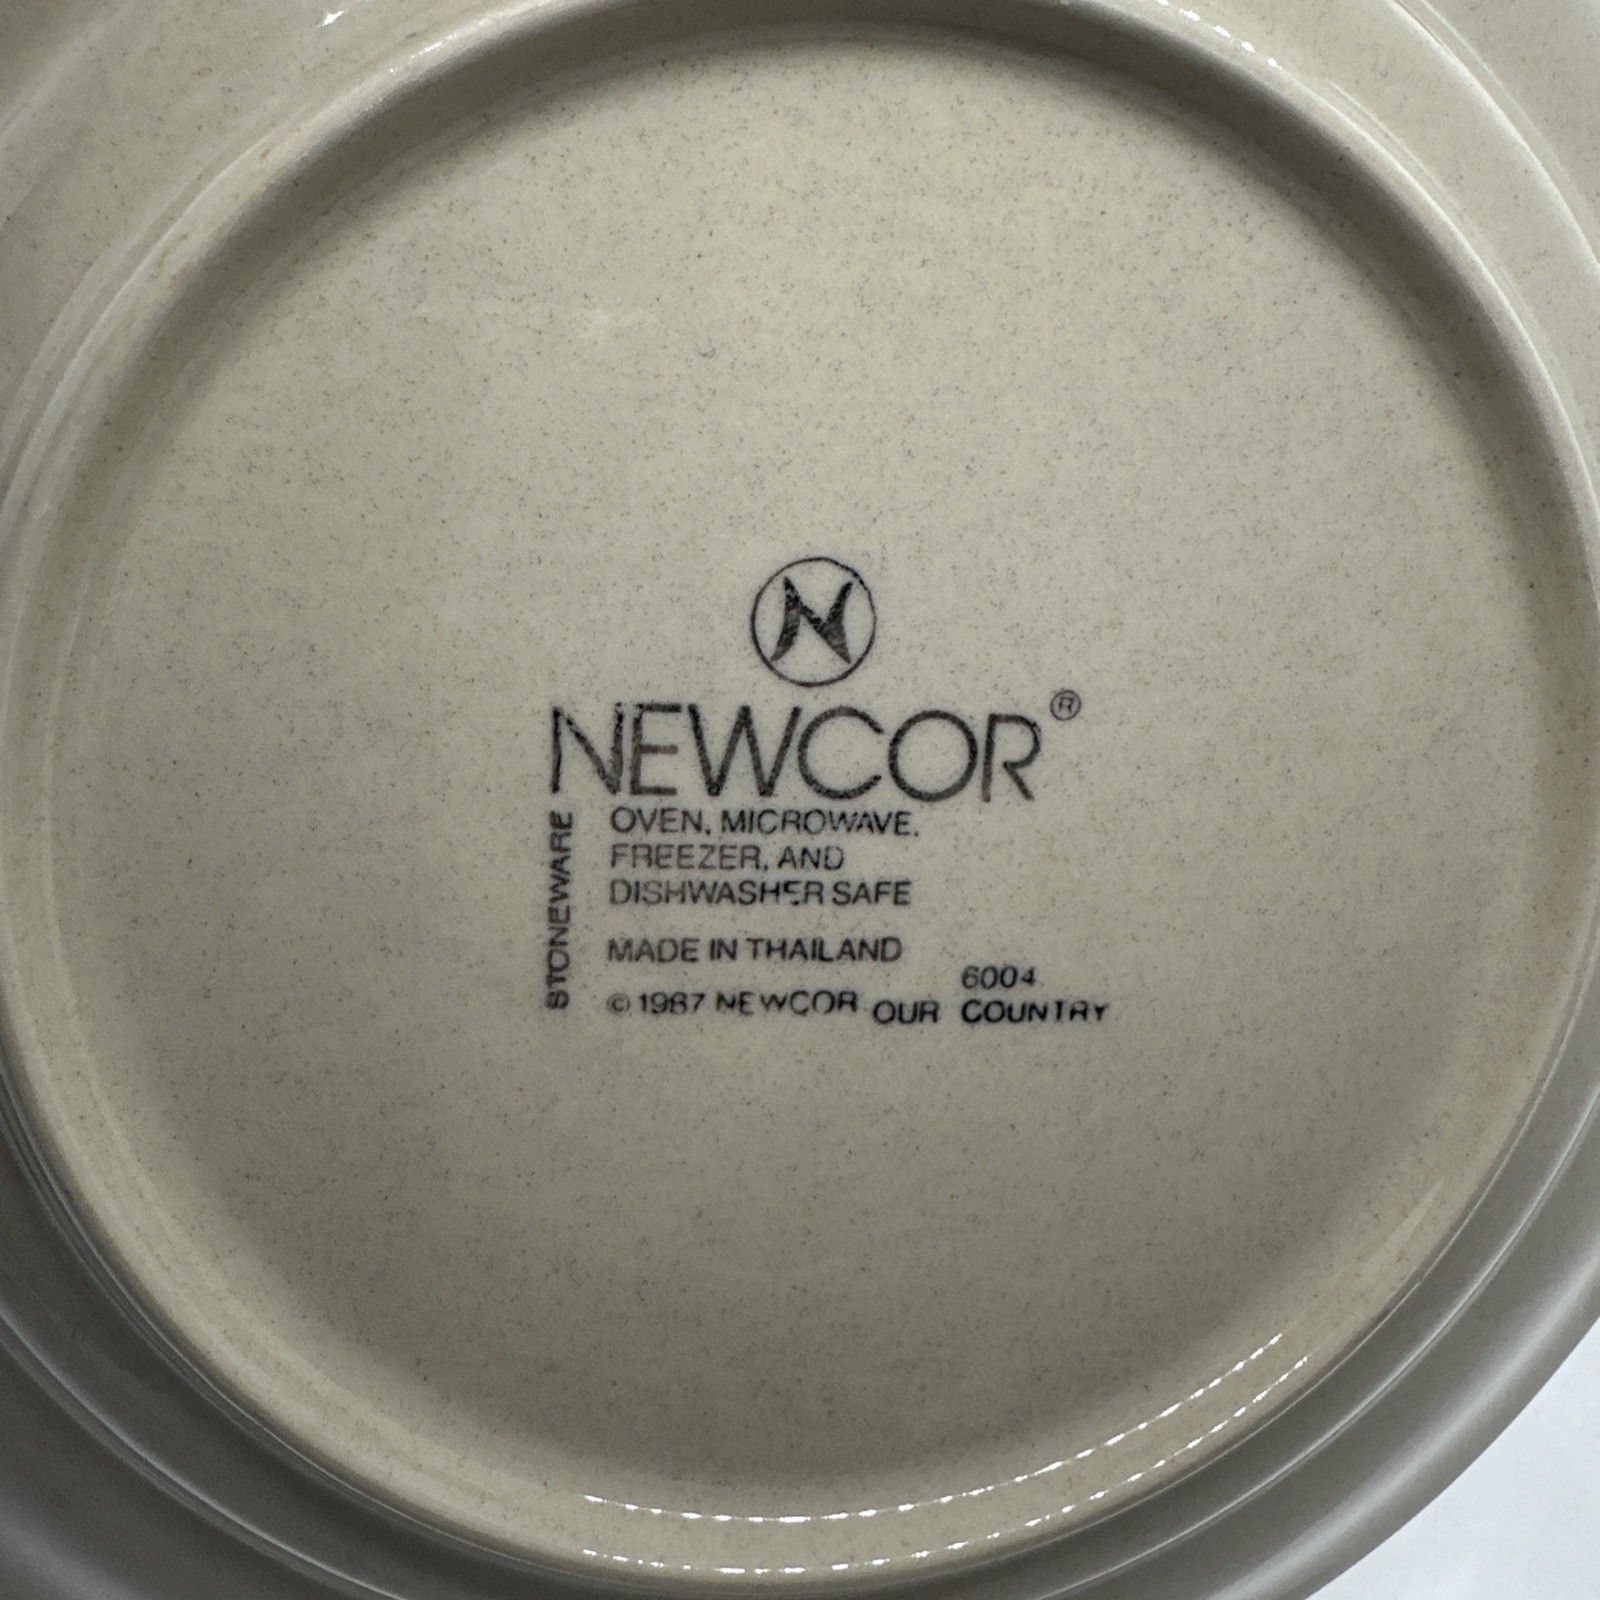 N
NEWCOR®
STONEWARE
OVEN, MICROWAVE,
FREEZER, AND
DISHWASHER SAFE
MADE IN THAILAND
6004
© 1987 NEWCOR OUR COUNTRY